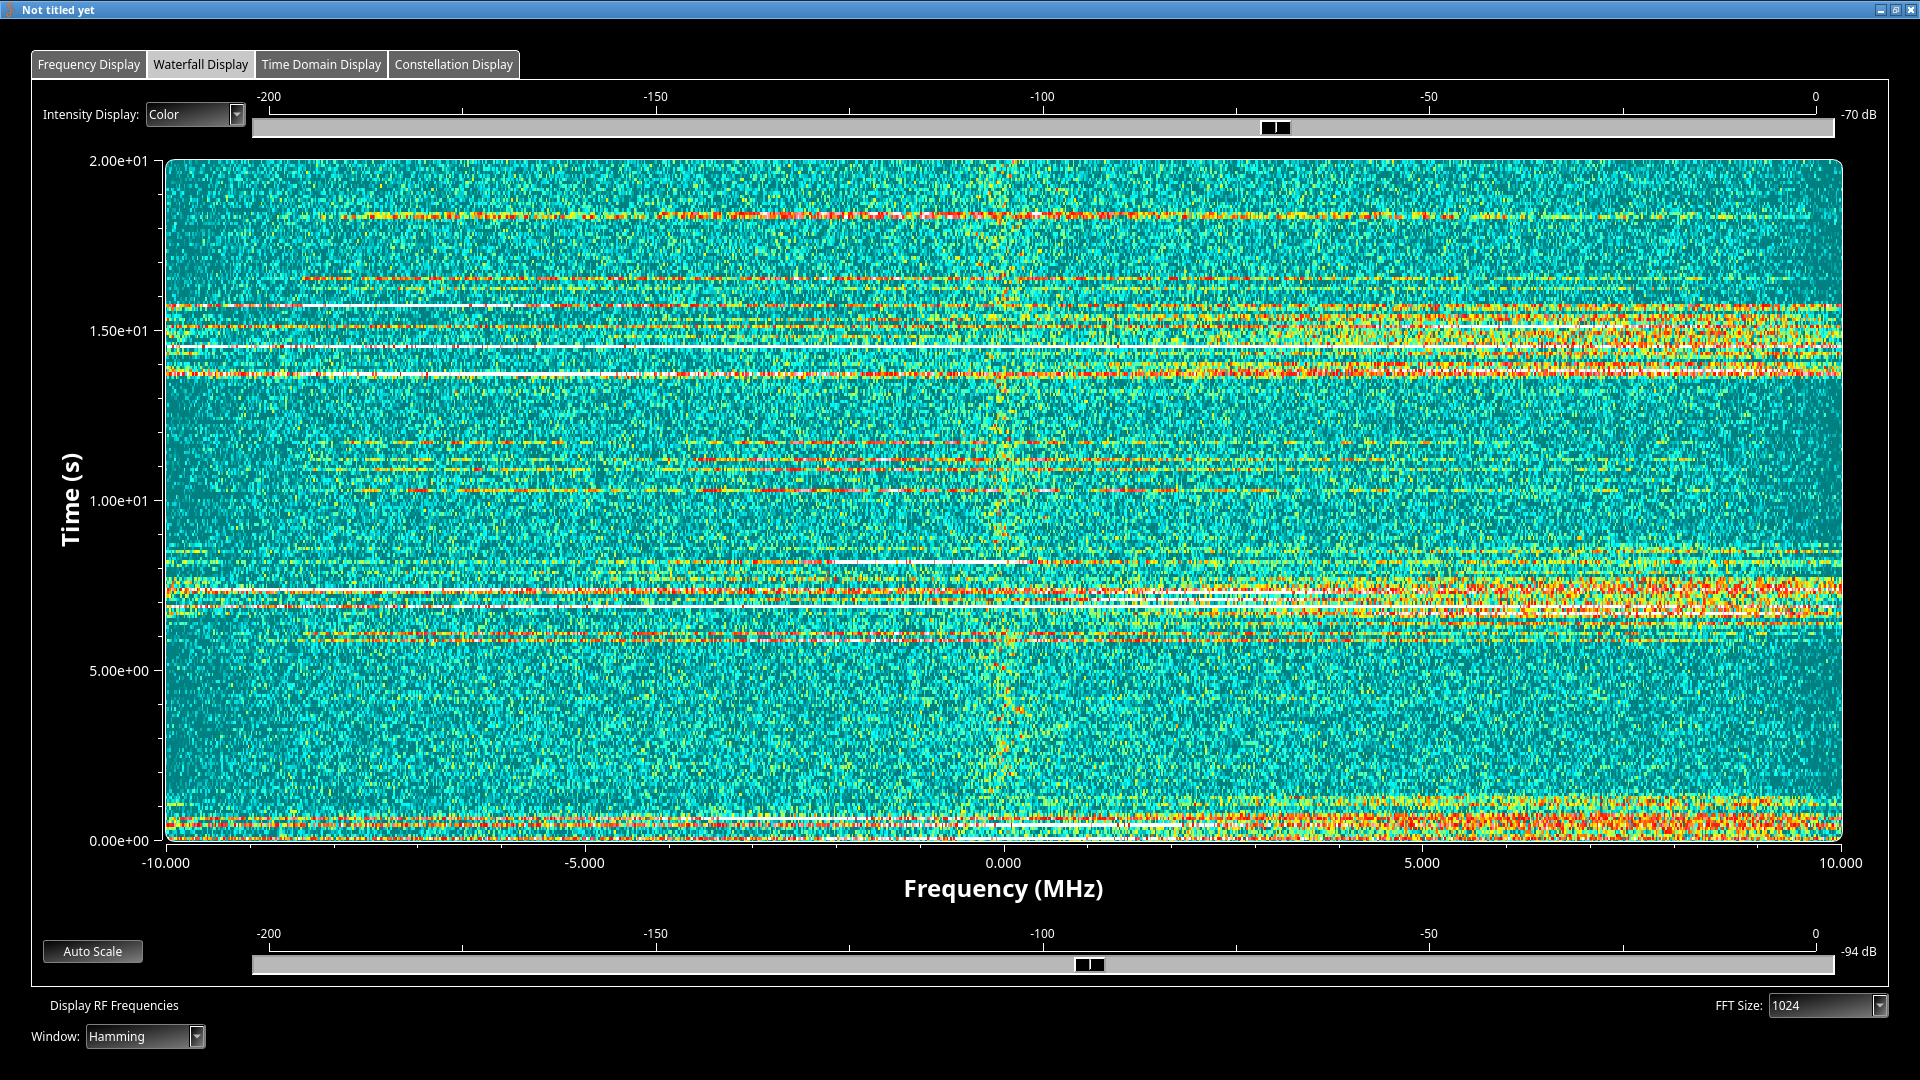 Not titled yet
Frequency Display Waterfall Display Time Domain Display Constellation Display
-200 -150 -100 -50 0
Intensity Display: Color -70 dB
2.00e+01
1.50e+01
1.00e+01
5.00e+00
0.00e+00
Time (s)
-10.000 -5.000 0.000 5.000 10.000
Frequency (MHz)
-200 -150 -100 -50 0
Auto Scale -94 dB
Display RF Frequencies FFT Size: 1024
Window: Hamming